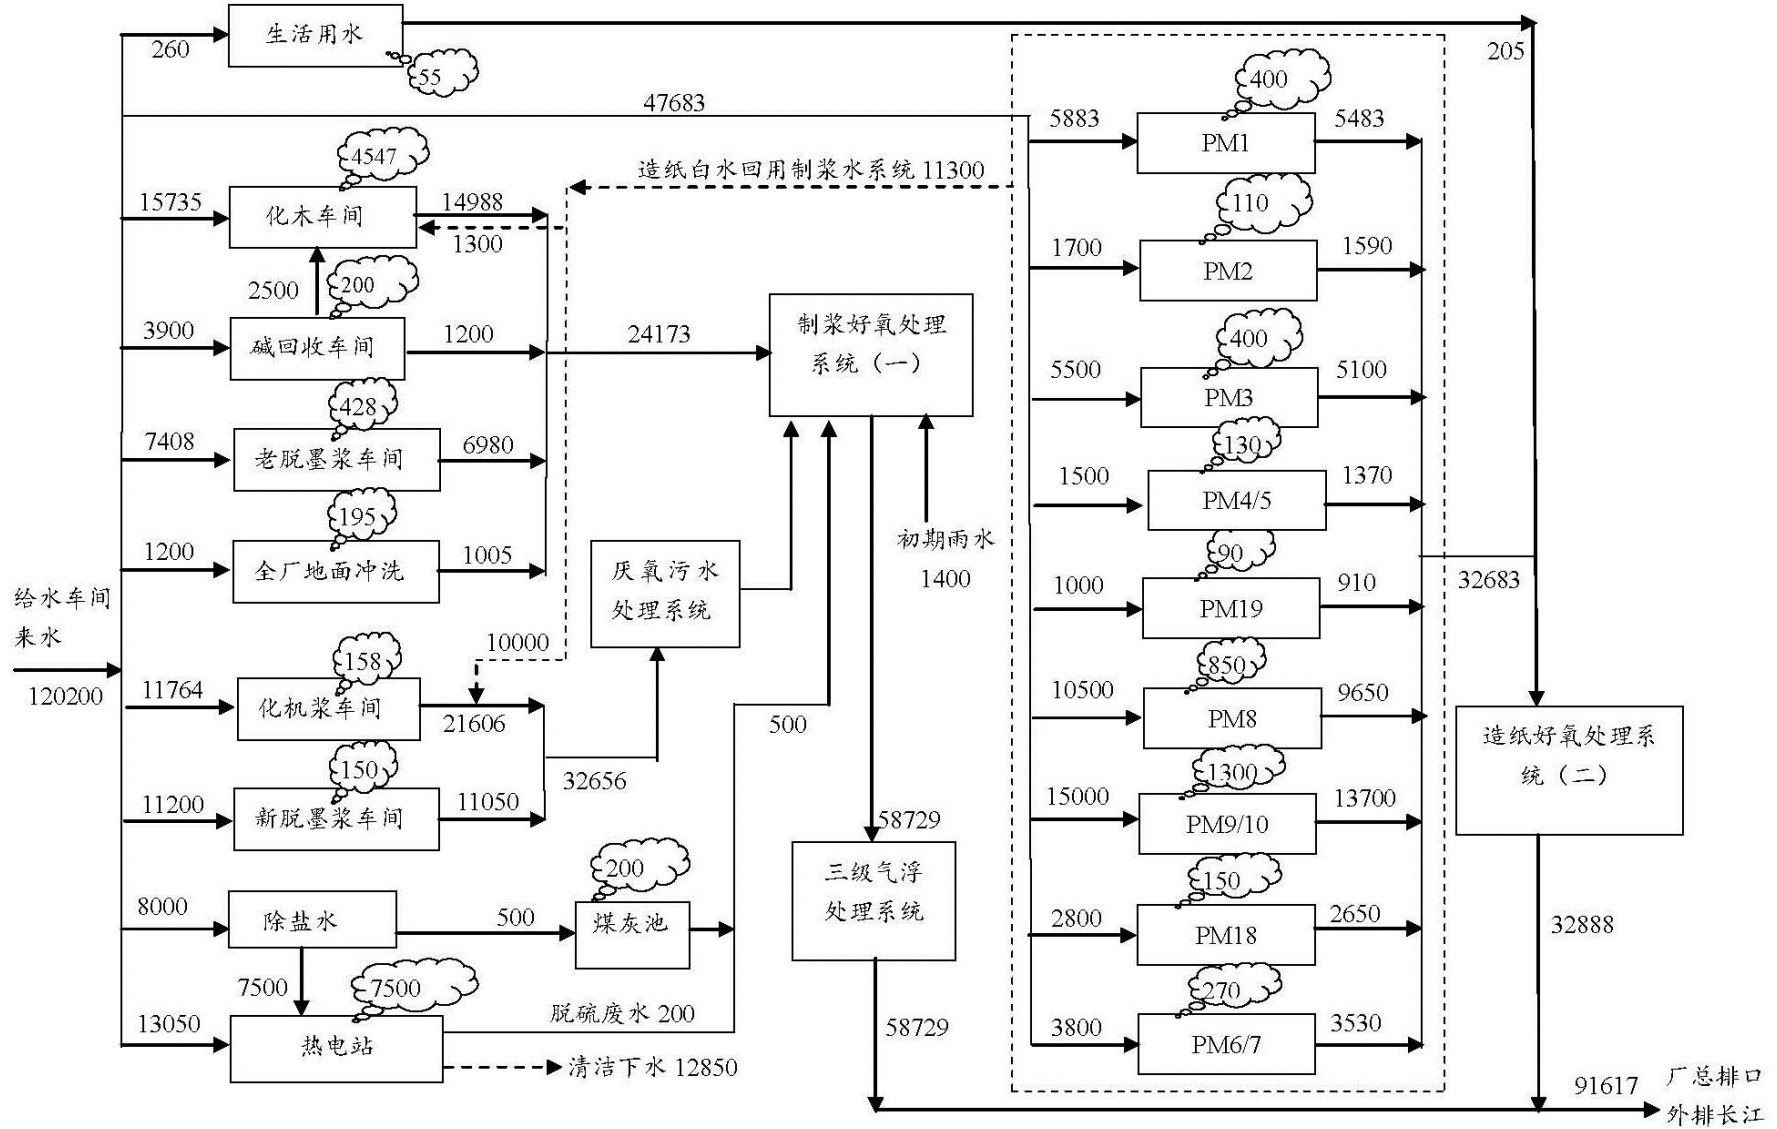 生活用水
260
55
205
47683
400
5883
PM1
5483
4547
造纸白水回用制浆水系统 11300
15735
化木车间
14988
1300
110
1700
PM2
1590
2500
200
3900
碱回收车间
1200
24173
制浆好氧处理
系统（一）
400
5500
PM3
5100
428
7408
老脱墨浆车间
6980
130
1500
PM4/5
1370
195
1200
全厂地面冲洗
1005
初期雨水
1400
90
1000
PM19
910
32683
给水车间
来水
120200
厌氧污水
处理系统
10000
158
11764
化机浆车间
21606
500
850
10500
PM8
9650
造纸好氧处理系
统（二）
150
11200
新脱墨浆车间
11050
32656
58729
1300
15000
PM9/10
13700
200
8000
除盐水
500
煤灰池
三级气浮
处理系统
150
2800
PM18
2650
32888
7500
7500
13050
热电站
脱硫废水 200
清洁下水 12850
58729
270
3800
PM6/7
3530
91617
厂总排口
外排长江